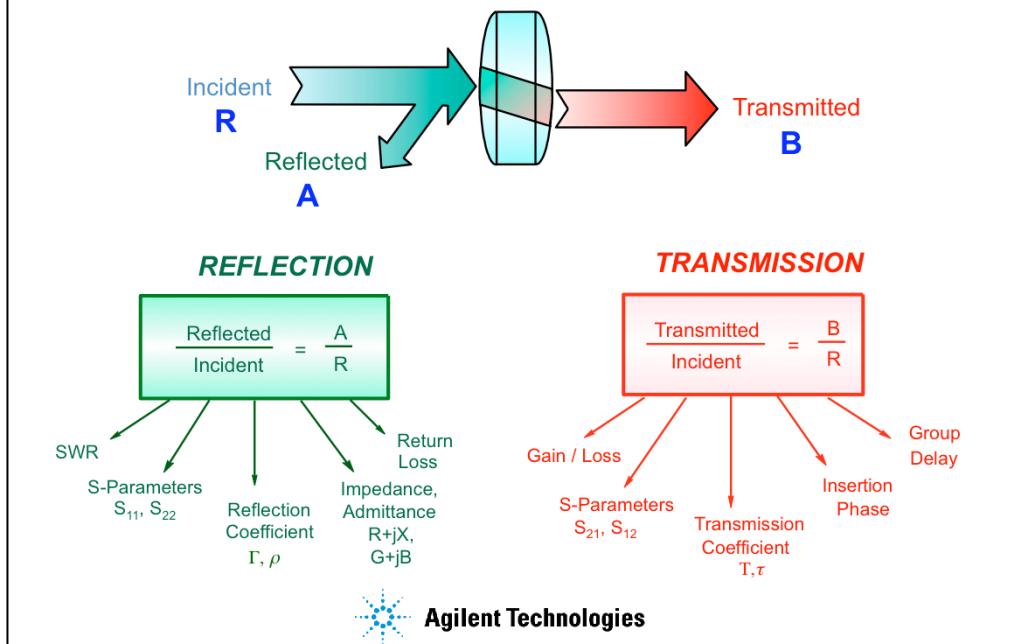 Incident
R
Reflected
A
Transmitted
B
REFLECTION
Reflected
Incident
=
A
R
SWR
S-Parameters
S11, S22
Reflection
Coefficient
Γ, ρ
Impedance,
Admittance
R+jX,
G+jB
Return
Loss
TRANSMISSION
Transmitted
Incident
=
B
R
Gain / Loss
S-Parameters
S21, S12
Transmission
Coefficient
Τ,τ
Insertion
Phase
Group
Delay
Agilent Technologies